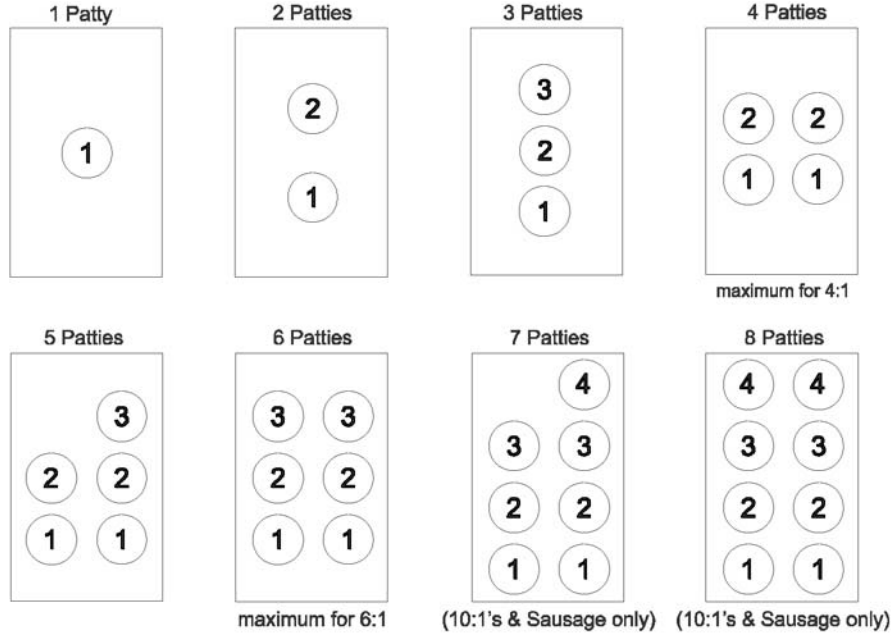 1 Patty
1
2 Patties
2
1
3 Patties
3
2
1
4 Patties
2 2
1 1
maximum for 4:1
5 Patties
3
2 2
1 1
6 Patties
3 3
2 2
1 1
maximum for 6:1
7 Patties
4
3 3
2 2
1 1
(10:1's & Sausage only)
8 Patties
4 4
3 3
2 2
1 1
(10:1's & Sausage only)